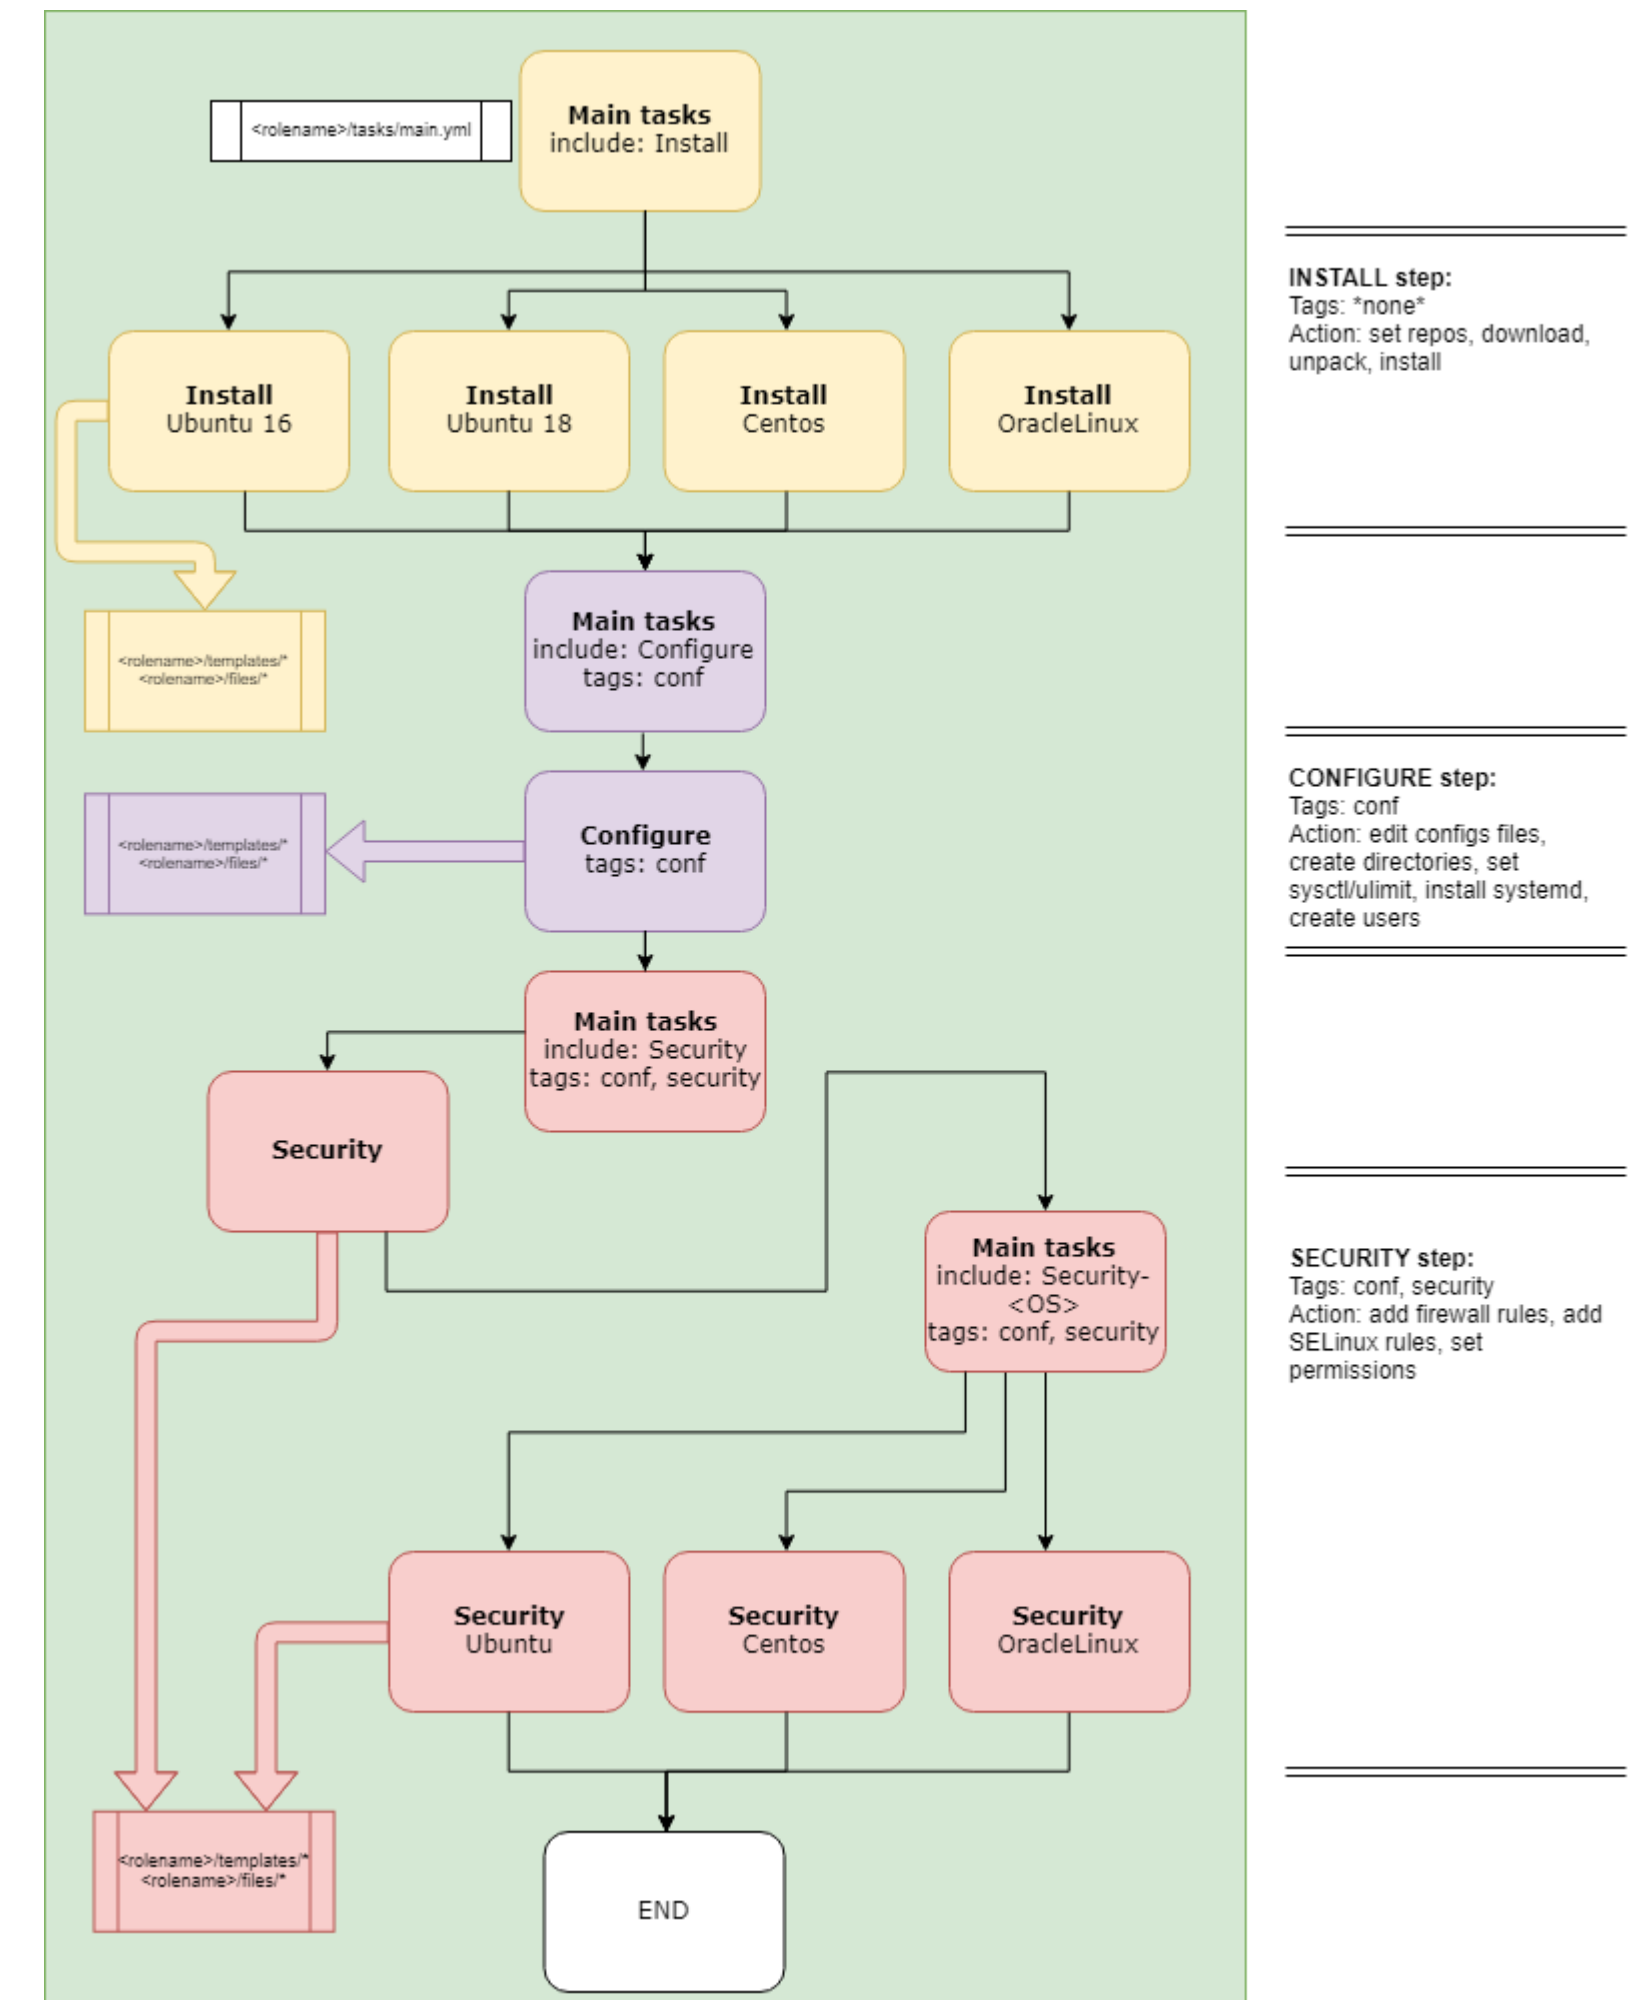 Main tasks
include: Install
<rolename>/tasks/main.yml
INSTALL step:
Tags: *none*
Action: set repos, download,
unpack, install
Install
Ubuntu 16
Install
Ubuntu 18
Install
Centos
Install
OracleLinux
<rolename>/templates/*
<rolename>/files/*
Main tasks
include: Configure
tags: conf
CONFIGURE step:
Tags: conf
Action: edit configs files,
create directories, set
sysctl/ulimit, install systemd,
create users
<rolename>/templates/*
<rolename>/files/*
Configure
tags: conf
Main tasks
include: Security
tags: conf, security
Security
Main tasks
include: Security-
<OS>
tags: conf, security
SECURITY step:
Tags: conf, security
Action: add firewall rules, add
SELinux rules, set
permissions
Security
Ubuntu
Security
Centos
Security
OracleLinux
<rolename>/templates/*
<rolename>/files/*
END